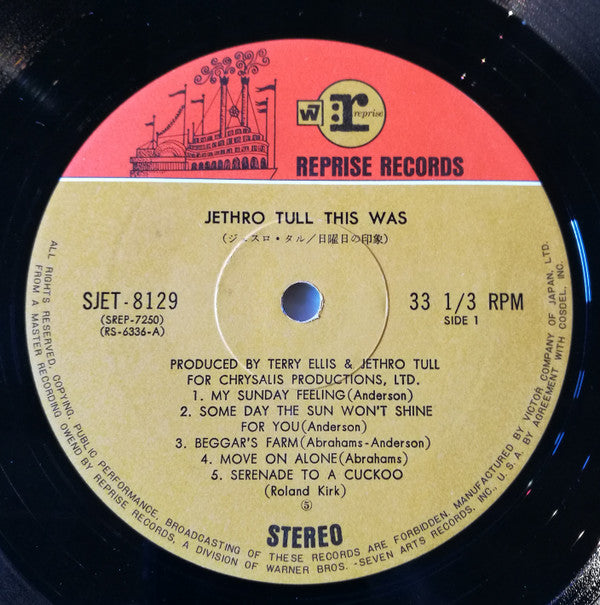 W
r reprise
REPRISE RECORDS
JETHRO TULL THIS WAS
(ジェスロ・タル/日曜日の印象)
SJET-8129
(SREP-7250)
(RS-6336-A)
33 1/3 RPM
SIDE 1
PRODUCED BY TERRY ELLIS & JETHRO TULL
FOR CHRYSALIS PRODUCTIONS, LTD.
1. MY SUNDAY FEELING(Anderson)
2. SOME DAY THE SUN WON'T SHINE
FOR YOU(Anderson)
3. BEGGAR'S FARM(Abrahams-Anderson)
4. MOVE ON ALONE(Abrahams)
5. SERENADE TO A CUCKOO
(Roland Kirk)
⑤
STEREO
ALL RIGHTS RESERVED, COPYING, PUBLIC PERFORMANCE, BROADCASTING OF THESE RECORDS ARE FORBIDDEN. MANUFACTURED BY VICTOR COMPANY OF JAPAN, LTD.
FROM A MASTER RECORDING OWEND BY REPRISE RECORDS, A DIVISION OF WARNER BROS. -SEVEN ARTS RECORDS, INC., U. S. A. BY AGREEMENT WITH COSDEL, INC.